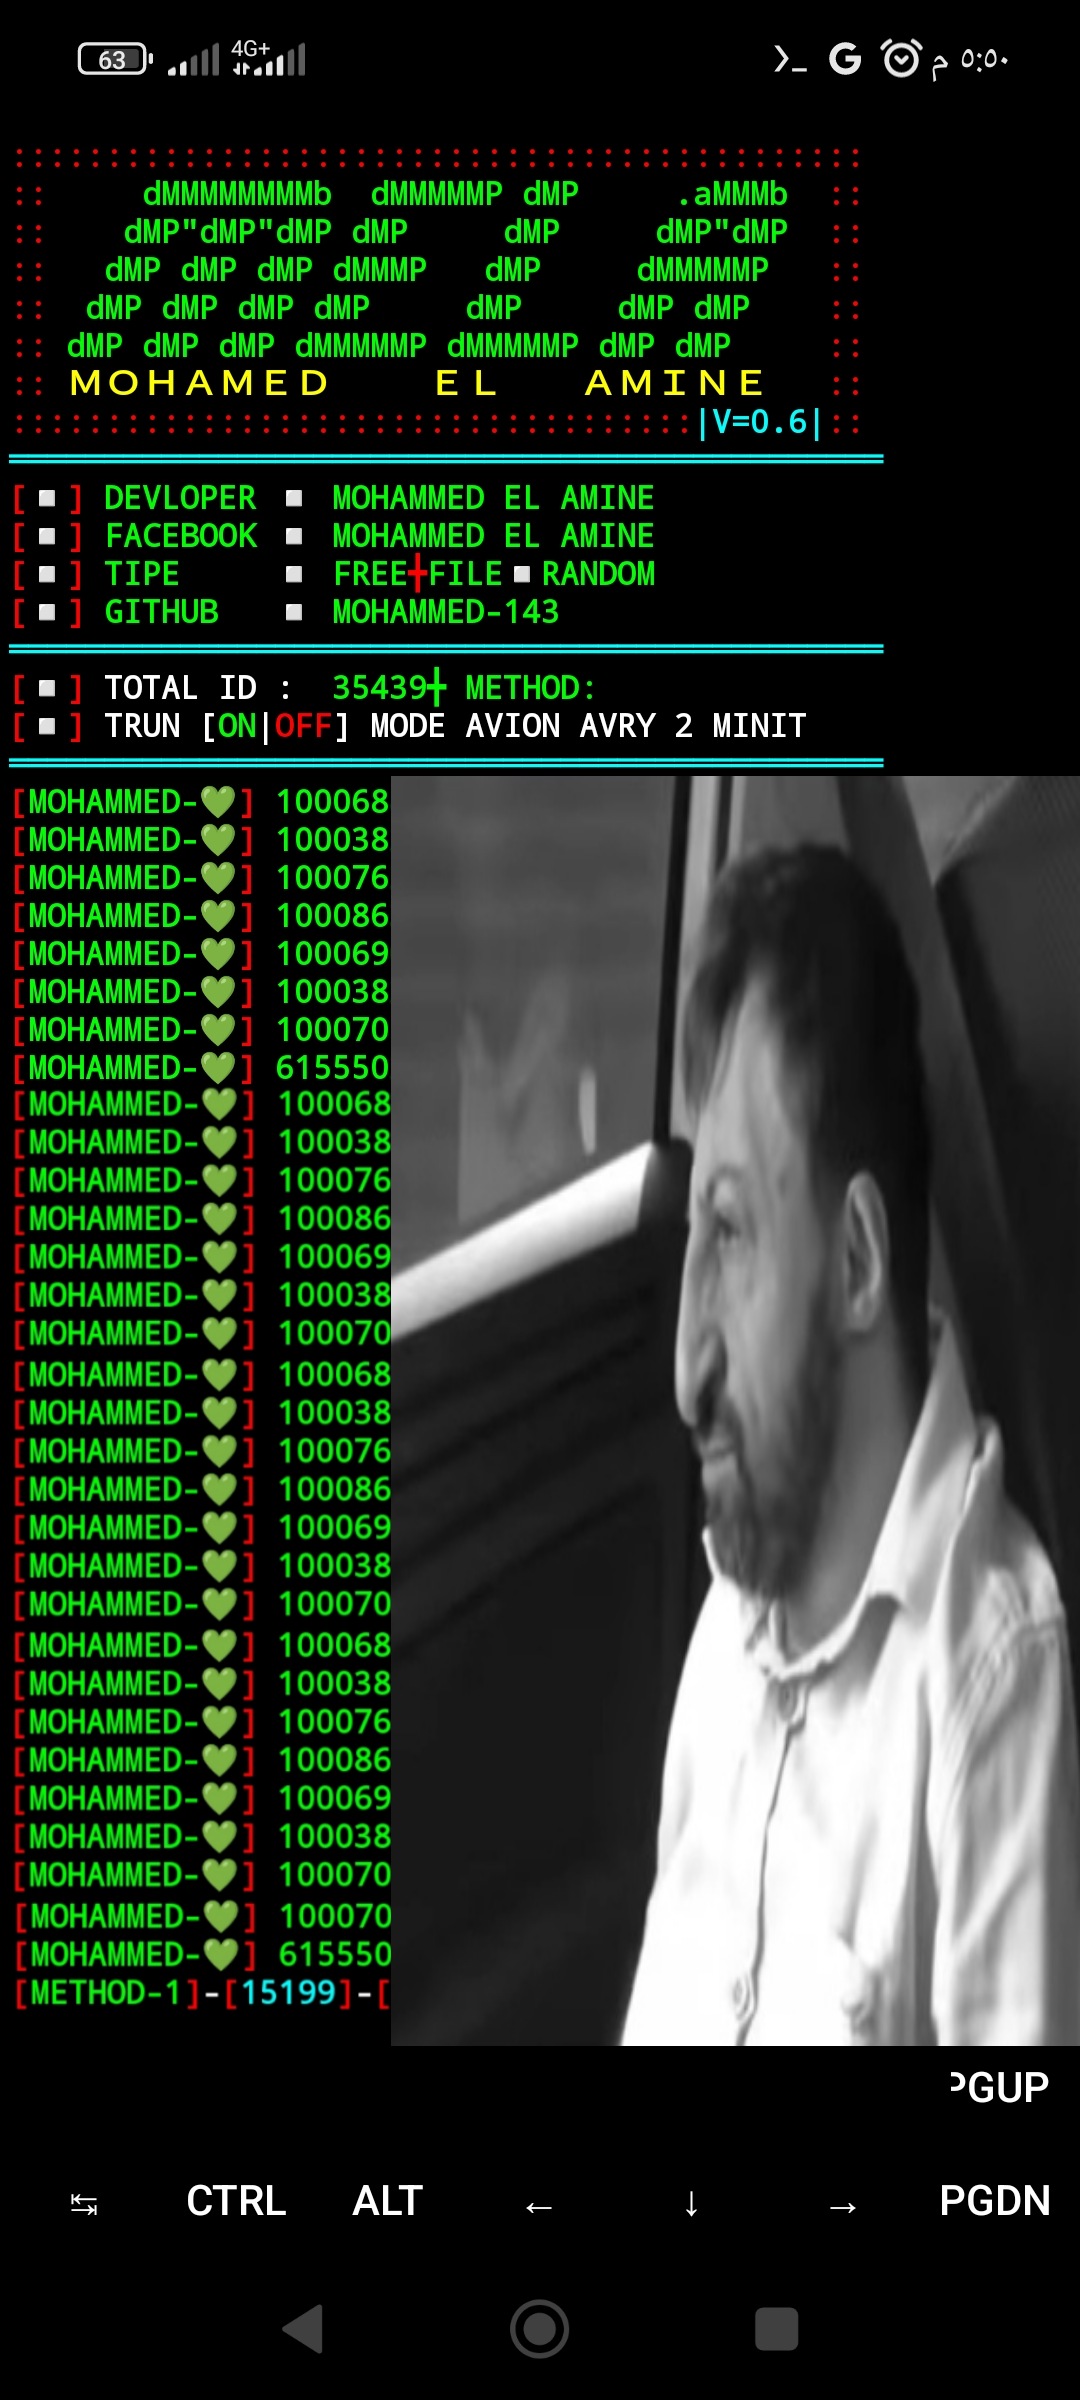 63 4G+ م ٥:٥٠
:::::::::::::::::::::::::::::::::::::::::::::
:: dMMMMMMMMb dMMMMMP dMP .aMMMb ::
:: dMP"dMP"dMP dMP dMP dMP"dMP ::
:: dMP dMP dMP dMMMP dMP dMMMMMP ::
:: dMP dMP dMP dMP dMP dMP dMP ::
:: dMP dMP dMP dMMMMMP dMMMMMP dMP dMP ::
:: MOHAMED EL AMINE ::
::::::::::::::::::::::::::::::::::::|V=0.6|::
[◽] DEVLOPER ◽ MOHAMMED EL AMINE
[◽] FACEBOOK ◽ MOHAMMED EL AMINE
[◽] TIPE ◽ FREE╋FILE◽RANDOM
[◽] GITHUB ◽ MOHAMMED-143
[◽] TOTAL ID : 35439╋ METHOD:
[◽] TRUN [ON|OFF] MODE AVION AVRY 2 MINIT
[MOHAMMED-💚] 100068
[MOHAMMED-💚] 100038
[MOHAMMED-💚] 100076
[MOHAMMED-💚] 100086
[MOHAMMED-💚] 100069
[MOHAMMED-💚] 100038
[MOHAMMED-💚] 100070
[MOHAMMED-💚] 615550
[MOHAMMED-💚] 100068
[MOHAMMED-💚] 100038
[MOHAMMED-💚] 100076
[MOHAMMED-💚] 100086
[MOHAMMED-💚] 100069
[MOHAMMED-💚] 100038
[MOHAMMED-💚] 100070
[MOHAMMED-💚] 100068
[MOHAMMED-💚] 100038
[MOHAMMED-💚] 100076
[MOHAMMED-💚] 100086
[MOHAMMED-💚] 100069
[MOHAMMED-💚] 100038
[MOHAMMED-💚] 100070
[MOHAMMED-💚] 100068
[MOHAMMED-💚] 100038
[MOHAMMED-💚] 100076
[MOHAMMED-💚] 100086
[MOHAMMED-💚] 100069
[MOHAMMED-💚] 100038
[MOHAMMED-💚] 100070
[MOHAMMED-💚] 100070
[MOHAMMED-💚] 615550
[METHOD-1]-[15199]-[
PGUP
↹ CTRL ALT ← ↓ → PGDN